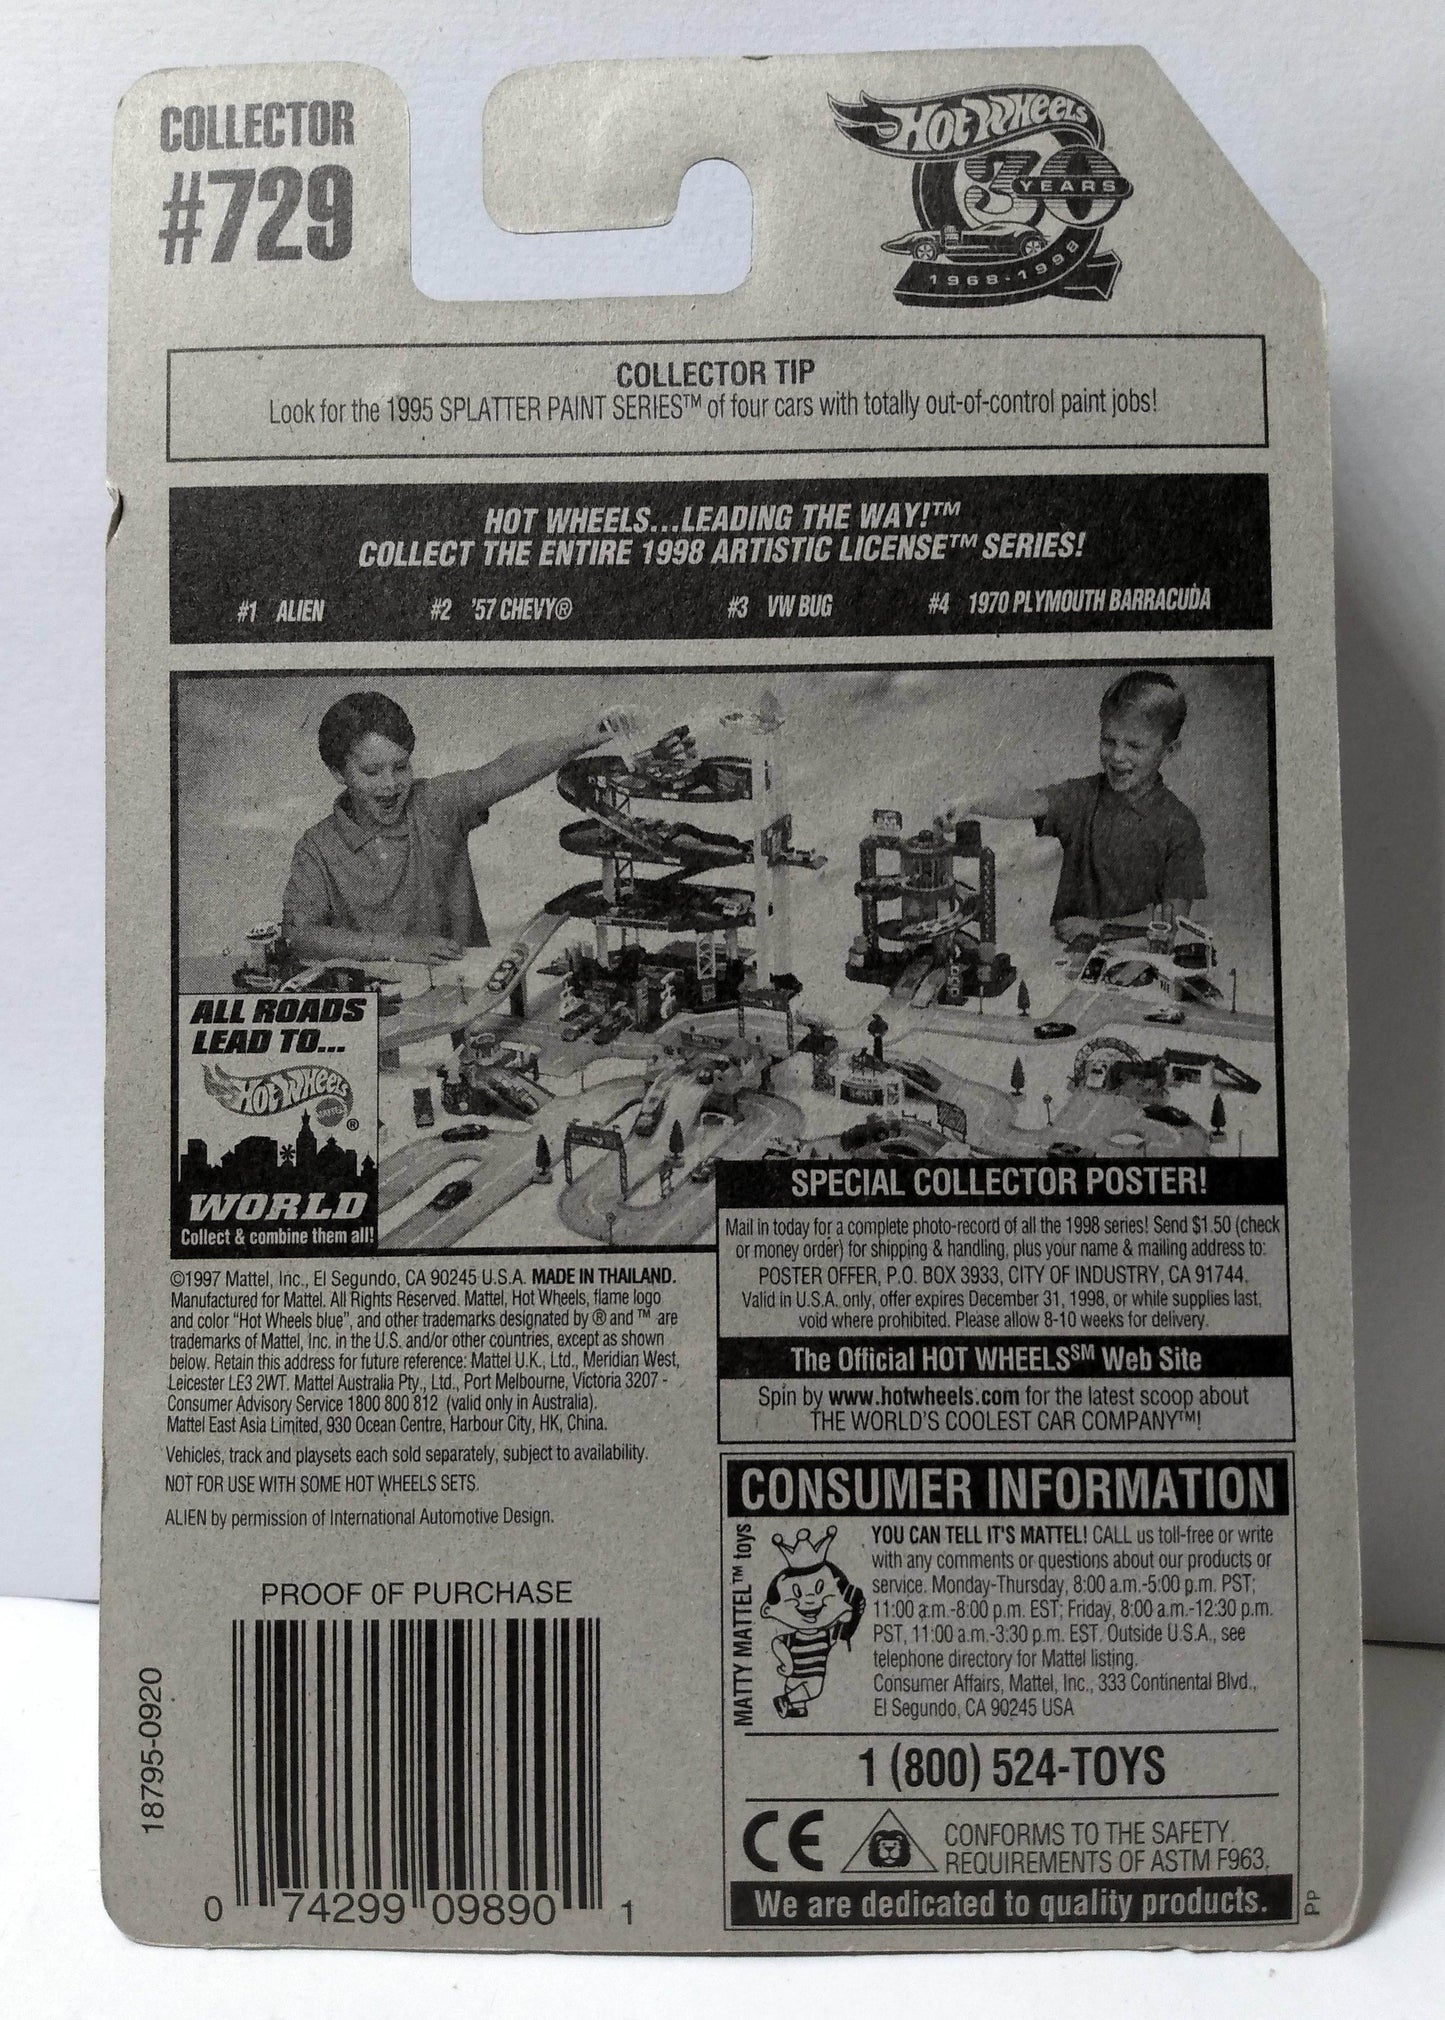 COLLECTOR
#729
HOT WHEELS
30
YEARS
1968-1998
COLLECTOR TIP
Look for the 1995 SPLATTER PAINT SERIES™ of four cars with totally out-of-control paint jobs!
HOT WHEELS...LEADING THE WAY!™
COLLECT THE ENTIRE 1998 ARTISTIC LICENSE™ SERIES!
#1 ALIEN #2 '57 CHEVY® #3 VW BUG #4 1970 PLYMOUTH BARRACUDA
ALL ROADS
LEAD TO...
HOT WHEELS
MATTEL
®
WORLD
Collect & combine them all!
SPECIAL COLLECTOR POSTER!
Mail in today for a complete photo-record of all the 1998 series! Send $1.50 (check
or money order) for shipping & handling, plus your name & mailing address to:
POSTER OFFER, P.O. BOX 3933, CITY OF INDUSTRY, CA 91744.
Valid in U.S.A. only, offer expires December 31, 1998, or while supplies last,
void where prohibited. Please allow 8-10 weeks for delivery.
The Official HOT WHEELS℠ Web Site
Spin by www.hotwheels.com for the latest scoop about
THE WORLD'S COOLEST CAR COMPANY™!
©1997 Mattel, Inc., El Segundo, CA 90245 U.S.A. MADE IN THAILAND.
Manufactured for Mattel. All Rights Reserved. Mattel, Hot Wheels, flame logo
and color "Hot Wheels blue", and other trademarks designated by ® and ™ are
trademarks of Mattel, Inc. in the U.S. and/or other countries, except as shown
below. Retain this address for future reference: Mattel U.K., Ltd., Meridian West,
Leicester LE3 2WT. Mattel Australia Pty., Ltd., Port Melbourne, Victoria 3207 -
Consumer Advisory Service 1800 800 812 (valid only in Australia).
Mattel East Asia Limited, 930 Ocean Centre, Harbour City, HK, China.
Vehicles, track and playsets each sold separately, subject to availability.
NOT FOR USE WITH SOME HOT WHEELS SETS.
ALIEN by permission of International Automotive Design.
PROOF OF PURCHASE
18795-0920
0 74299 09890 1
CONSUMER INFORMATION
MATTY MATTEL™ toys
YOU CAN TELL IT'S MATTEL! CALL us toll-free or write
with any comments or questions about our products or
service. Monday-Thursday, 8:00 a.m.-5:00 p.m. PST;
11:00 a.m.-8:00 p.m. EST; Friday, 8:00 a.m.-12:30 p.m.
PST, 11:00 a.m.-3:30 p.m. EST. Outside U.S.A., see
telephone directory for Mattel listing.
Consumer Affairs, Mattel, Inc., 333 Continental Blvd.,
El Segundo, CA 90245 USA
1 (800) 524-TOYS
CE
CONFORMS TO THE SAFETY
REQUIREMENTS OF ASTM F963.
We are dedicated to quality products.
PP